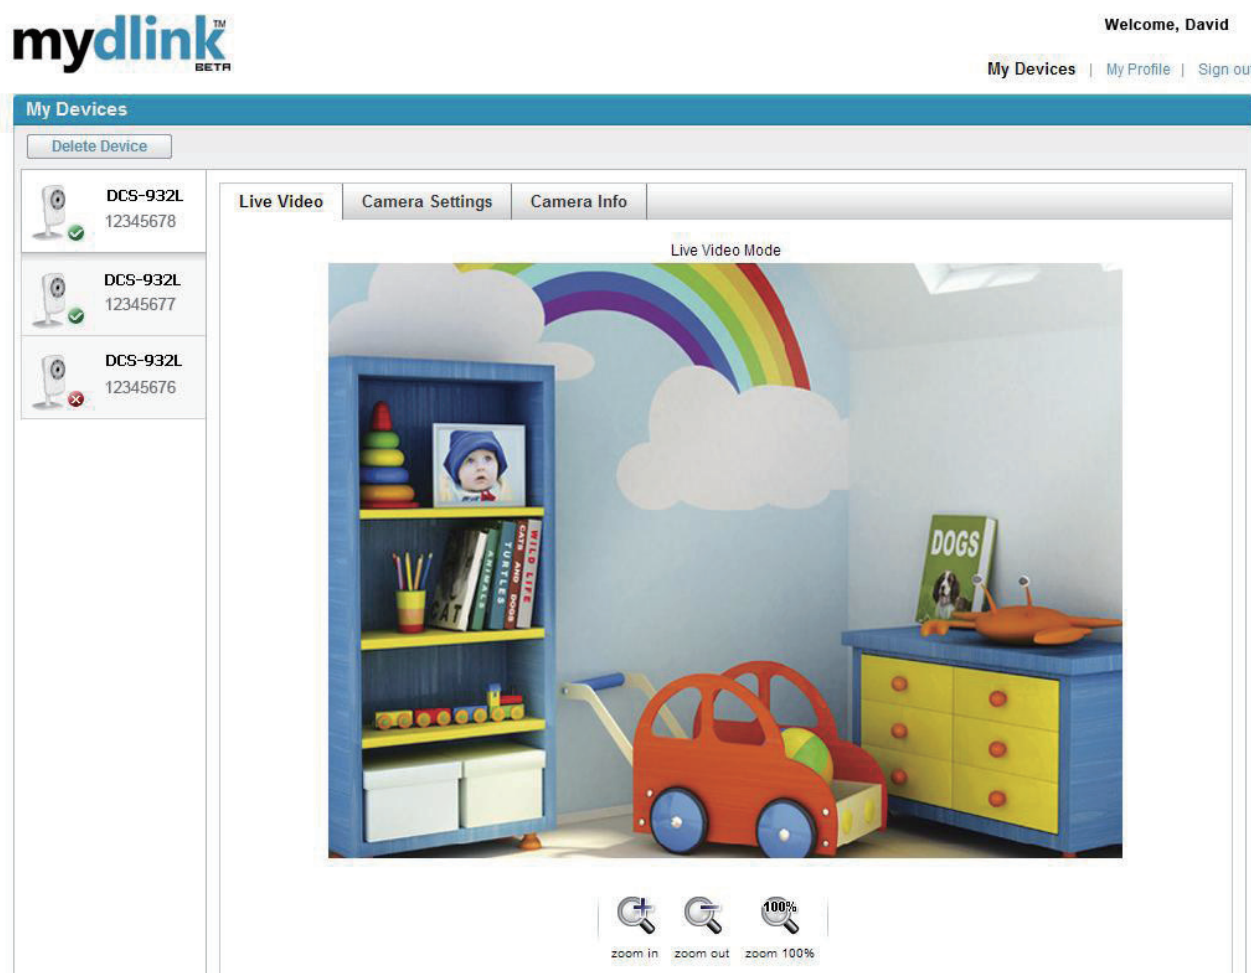 mydlink™
BETA
Welcome, David
My Devices | My Profile | Sign ou
My Devices
Delete Device
DCS-932L
12345678
DCS-932L
12345677
DCS-932L
12345676
Live Video
Camera Settings
Camera Info
Live Video Mode
CAT
ANIMALS
TURTLES
CATS AND DOGS
WILD LIFE
DOGS
100%
zoom in
zoom out
zoom 100%